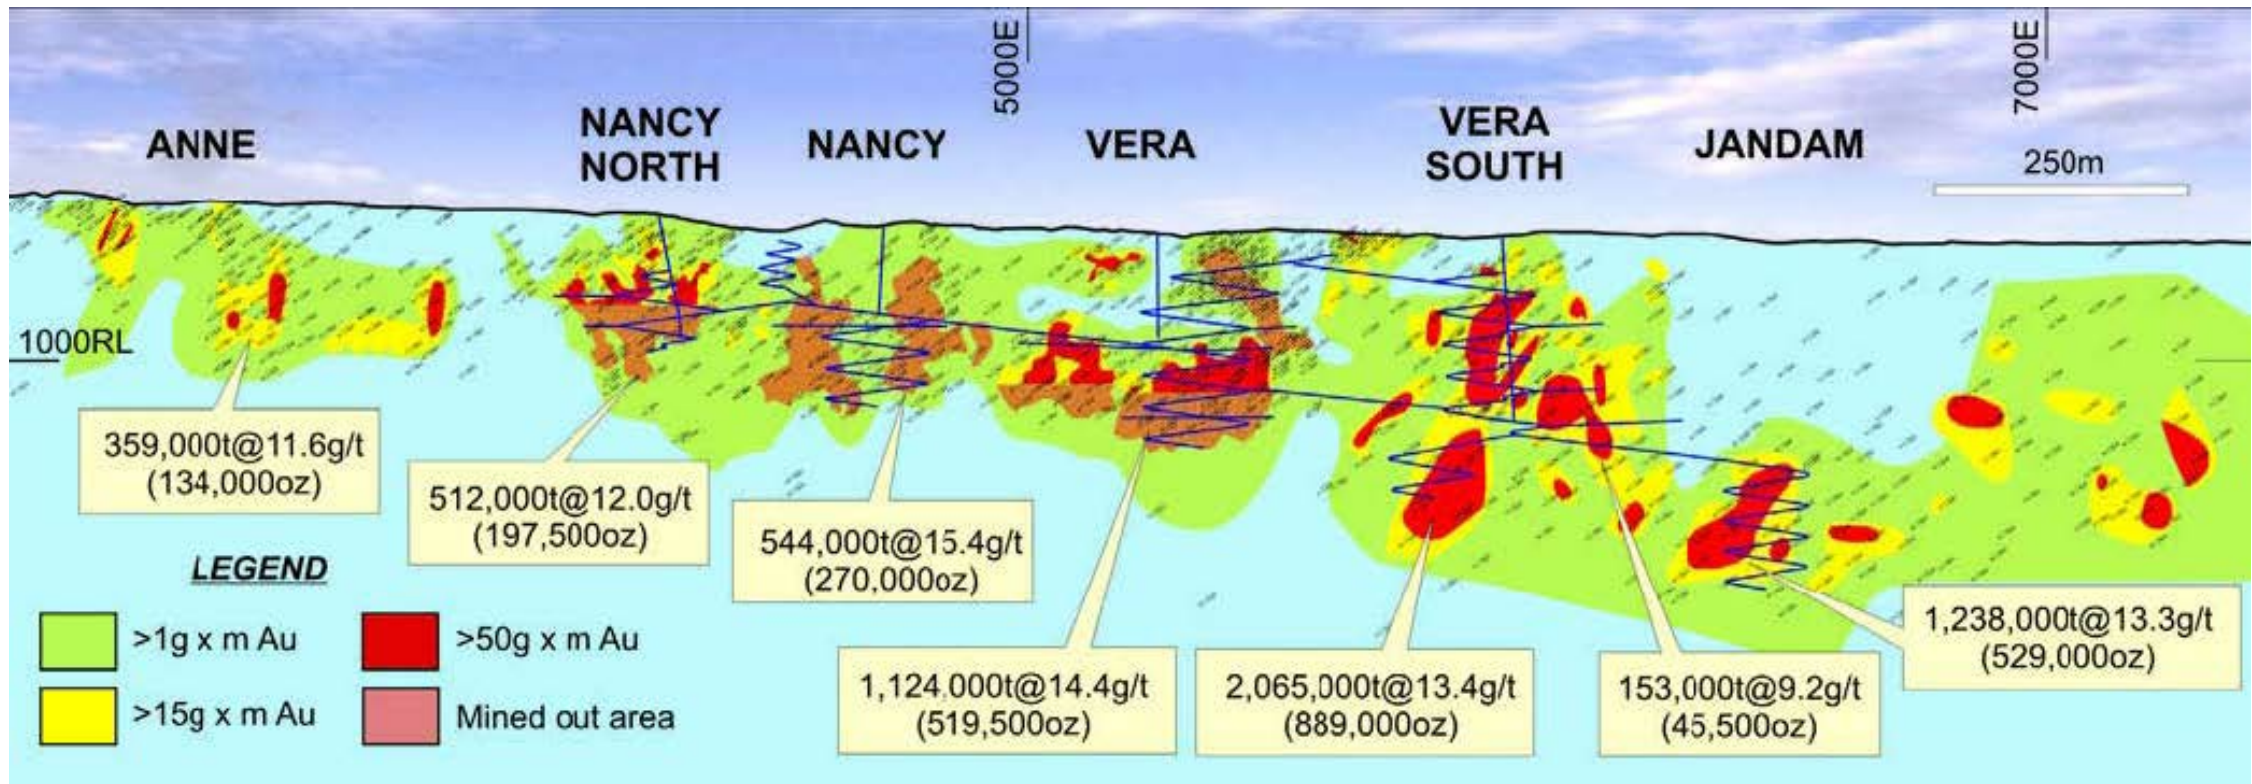 5000E
7000E
ANNE
NANCY
NORTH
NANCY
VERA
VERA
SOUTH
JANDAM
250m
1000RL
359,000t@11.6g/t
(134,000oz)
512,000t@12.0g/t
(197,500oz)
544,000t@15.4g/t
(270,000oz)
1,124,000t@14.4g/t
(519,500oz)
2,065,000t@13.4g/t
(889,000oz)
153,000t@9.2g/t
(45,500oz)
1,238,000t@13.3g/t
(529,000oz)
LEGEND
>1g x m Au
>50g x m Au
>15g x m Au
Mined out area